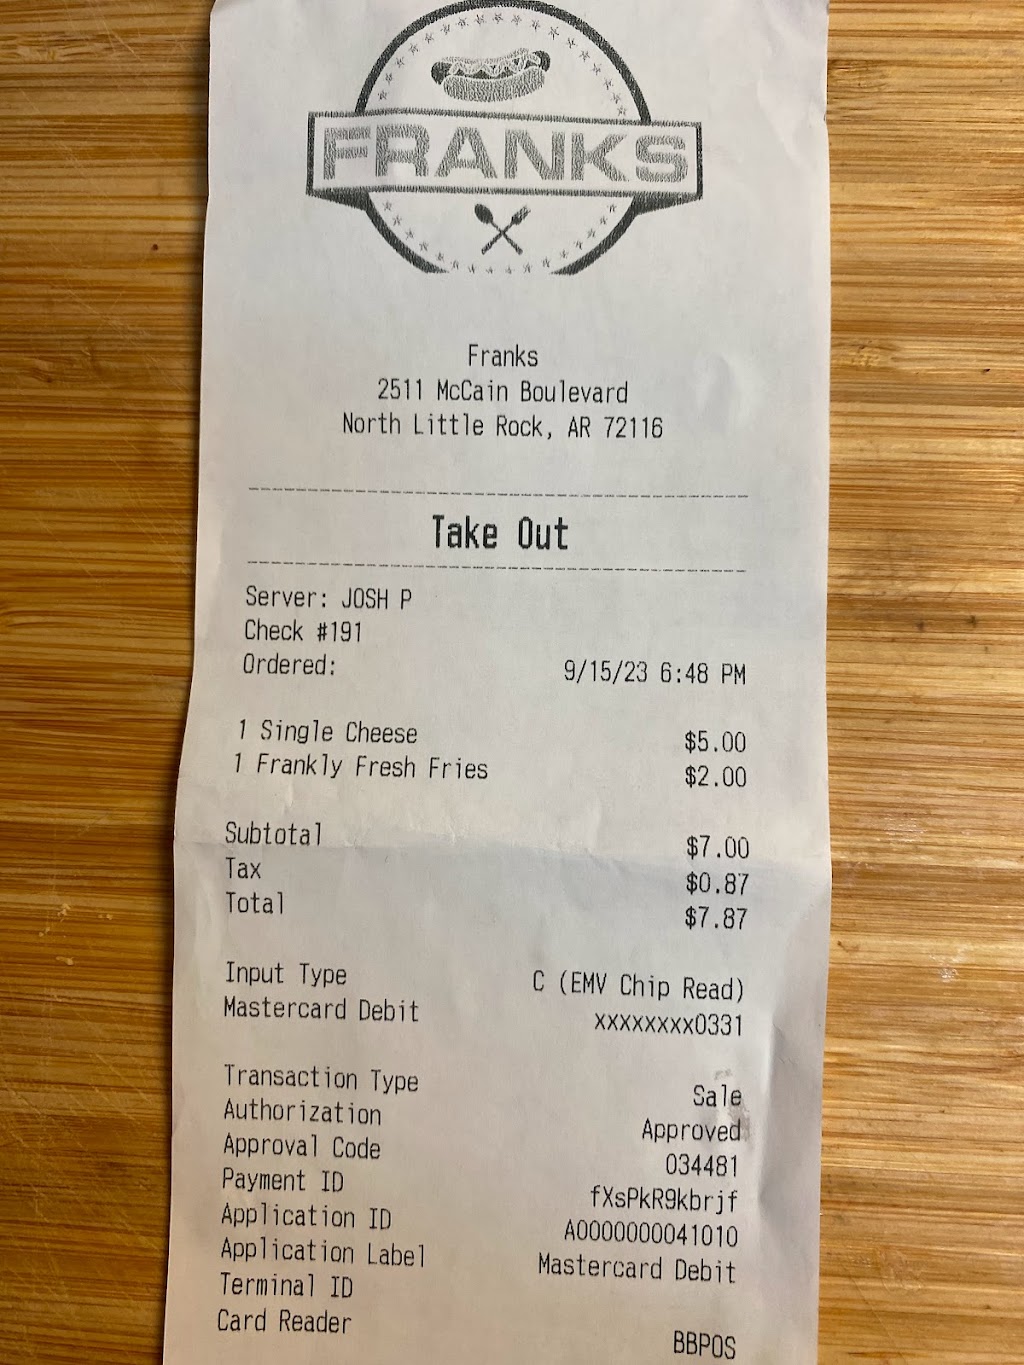 FRANKS
Franks
2511 McCain Boulevard
North Little Rock, AR 72116
Take Out
Server: JOSH P
Check #191
Ordered: 9/15/23 6:48 PM
1 Single Cheese $5.00
1 Frankly Fresh Fries $2.00
Subtotal $7.00
Tax $0.87
Total $7.87
Input Type C (EMV Chip Read)
Mastercard Debit xxxxxxxx0331
Transaction Type Sale
Authorization Approved
Approval Code 034481
Payment ID fXsPkR9kbrjf
Application ID A0000000041010
Application Label Mastercard Debit
Terminal ID
Card Reader BBPOS